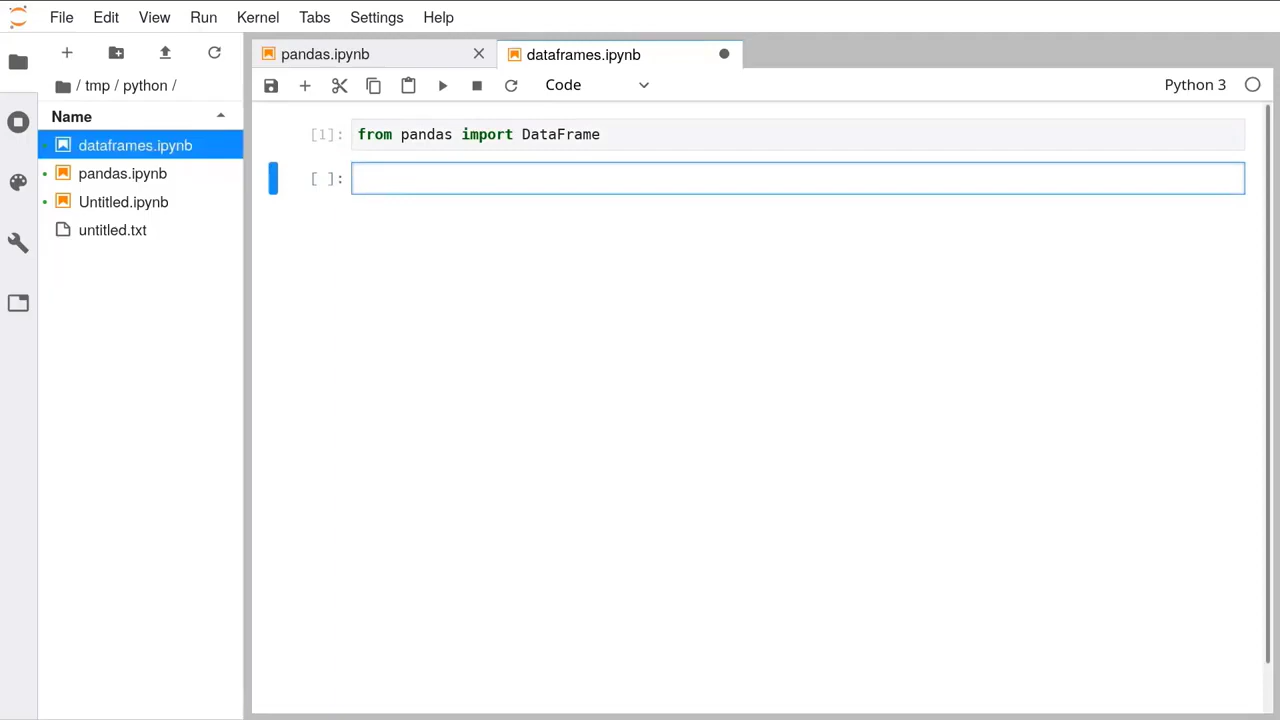 File Edit View Run Kernel Tabs Settings Help
/ tmp / python /
Name
dataframes.ipynb
pandas.ipynb
Untitled.ipynb
untitled.txt
pandas.ipynb
dataframes.ipynb
Code
Python 3
[1]: from pandas import DataFrame
[ ]: